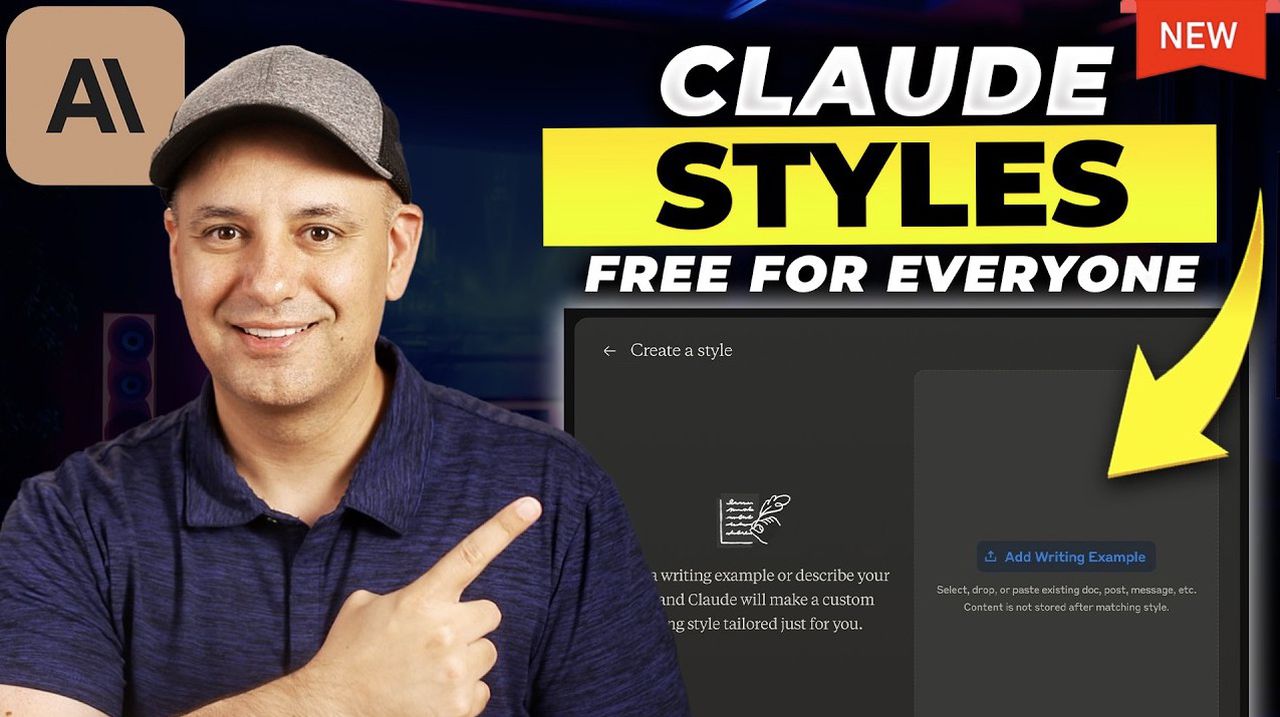 AI
NEW
CLAUDE
STYLES
FREE FOR EVERYONE
← Create a style
a writing example or describe your
and Claude will make a custom
style tailored just for you.
Add Writing Example
Select, drop, or paste existing doc, post, message, etc.
Content is not stored after matching style.